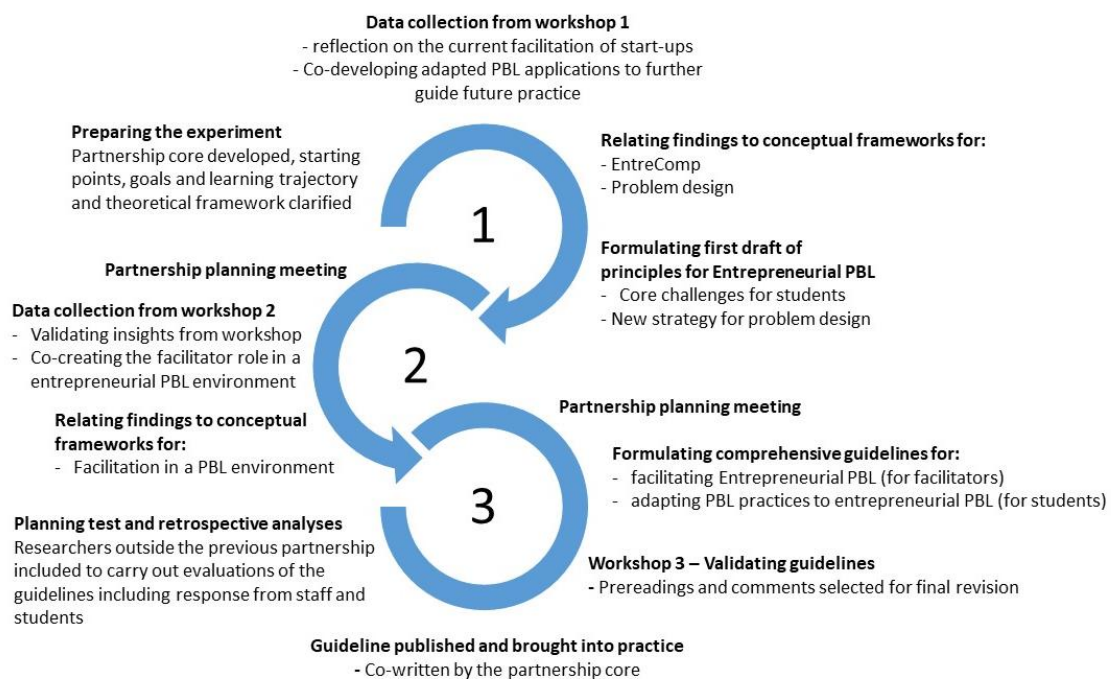 Data collection from workshop 1
- reflection on the current facilitation of start-ups
- Co-developing adapted PBL applications to further
guide future practice
Preparing the experiment
Partnership core developed, starting
points, goals and learning trajectory
and theoretical framework clarified
Relating findings to conceptual frameworks for:
- EntreComp
- Problem design
1
Formulating first draft of
principles for Entrepreneurial PBL
- Core challenges for students
- New strategy for problem design
Partnership planning meeting
Data collection from workshop 2
- Validating insights from workshop
- Co-creating the facilitator role in a
entrepreneurial PBL environment
2
Relating findings to conceptual
frameworks for:
- Facilitation in a PBL environment
Partnership planning meeting
Formulating comprehensive guidelines for:
- facilitating Entrepreneurial PBL (for facilitators)
- adapting PBL practices to entrepreneurial PBL (for students)
3
Planning test and retrospective analyses
Researchers outside the previous partnership
included to carry out evaluations of the
guidelines including response from staff and
students
Workshop 3 – Validating guidelines
- Prereadings and comments selected for final revision
Guideline published and brought into practice
- Co-written by the partnership core